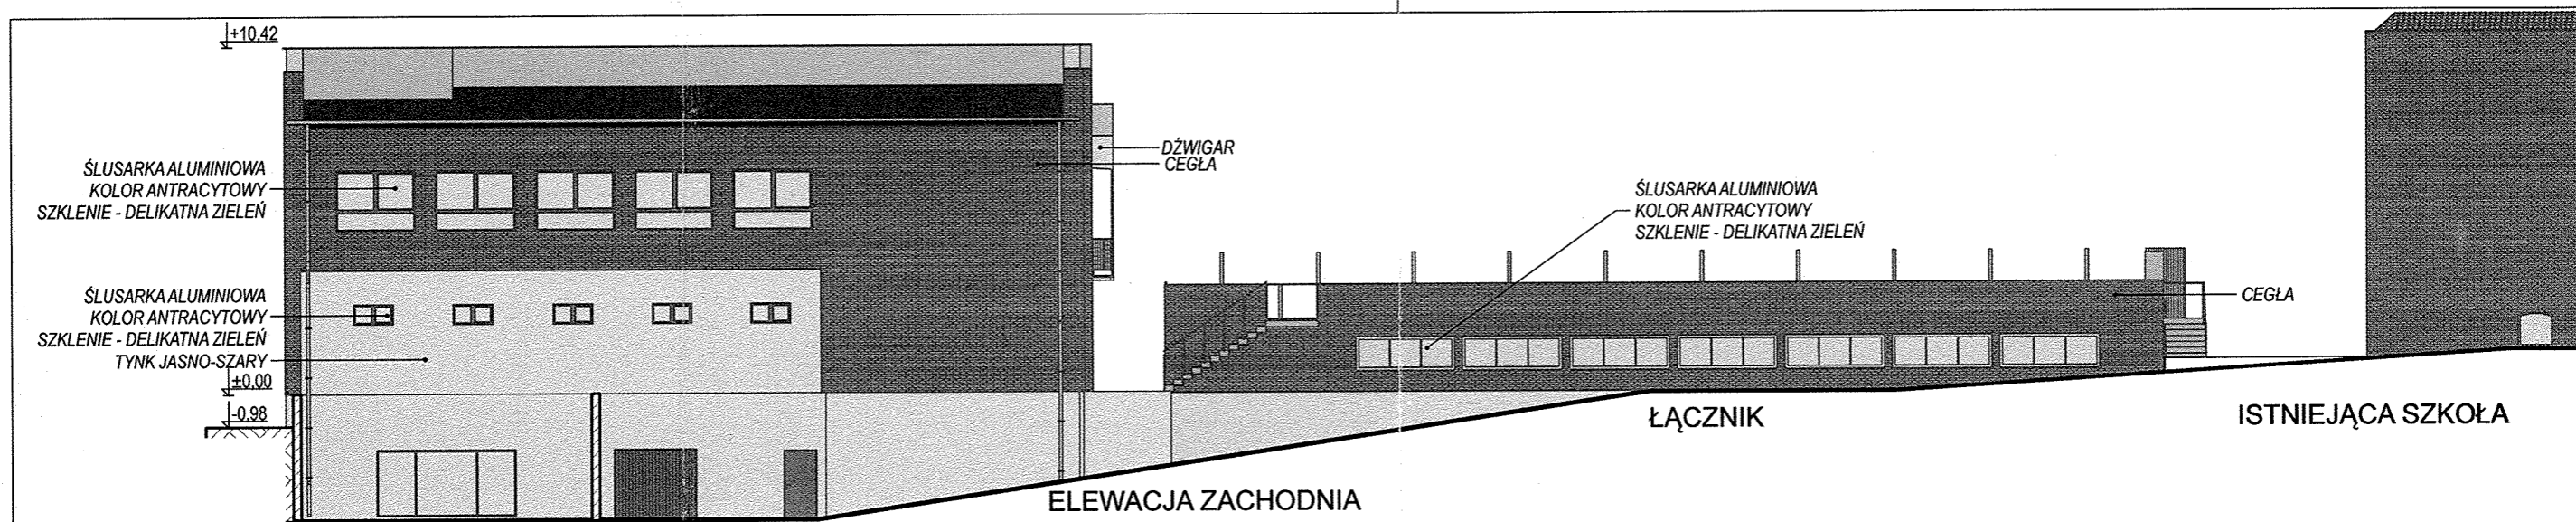 +10,42
ŚLUSARKA ALUMINIOWA
KOLOR ANTRACYTOWY
SZKLENIE - DELIKATNA ZIELEŃ
ŚLUSARKA ALUMINIOWA
KOLOR ANTRACYTOWY
SZKLENIE - DELIKATNA ZIELEŃ
TYNK JASNO-SZARY
±0,00
-0,98
DŹWIGAR
CEGŁA
ŚLUSARKA ALUMINIOWA
KOLOR ANTRACYTOWY
SZKLENIE - DELIKATNA ZIELEŃ
CEGŁA
ŁĄCZNIK
ISTNIEJĄCA SZKOŁA
ELEWACJA ZACHODNIA